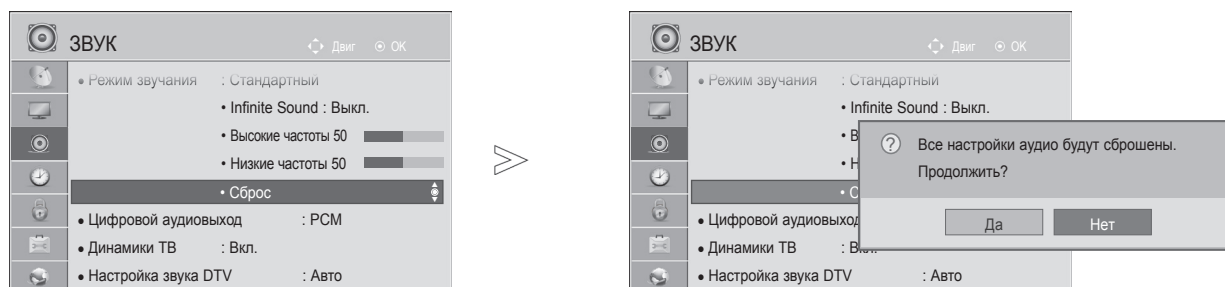 ЗВУК
Двиг OK
• Режим звучания : Стандартный
• Infinite Sound : Выкл.
• Высокие частоты 50
• Низкие частоты 50
• Сброс
• Цифровой аудиовыход : PCM
• Динамики ТВ : Вкл.
• Настройка звука DTV : Авто
ЗВУК
Двиг OK
• Режим звучания : Стандартный
• Infinite Sound : Выкл.
• В
• Н
• С
• Цифровой аудиовыход
• Динамики ТВ : Вкл.
• Настройка звука DTV : Авто
? Все настройки аудио будут сброшены.
Продолжить?
Да Нет